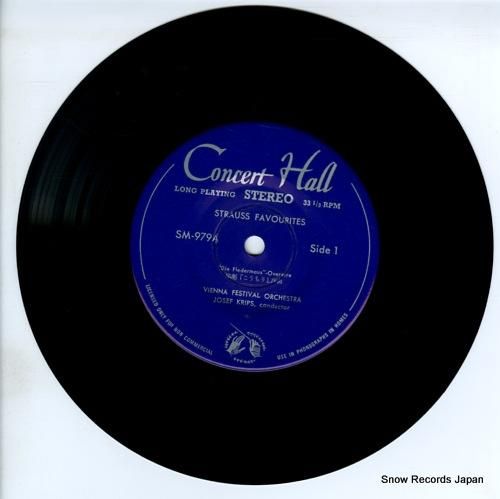 Concert Hall
LONG PLAYING STEREO 33 1/3 RPM
STRAUSS FAVOURITES
SM-979A
Side 1
"Die Fledermaus"-Overture
VIENNA FESTIVAL ORCHESTRA
JOSEF KRIPS, conductor
LICENSED ONLY FOR NON COMMERCIAL
USE IN PHONOGRAPHS IN HOMES
Snow Records Japan